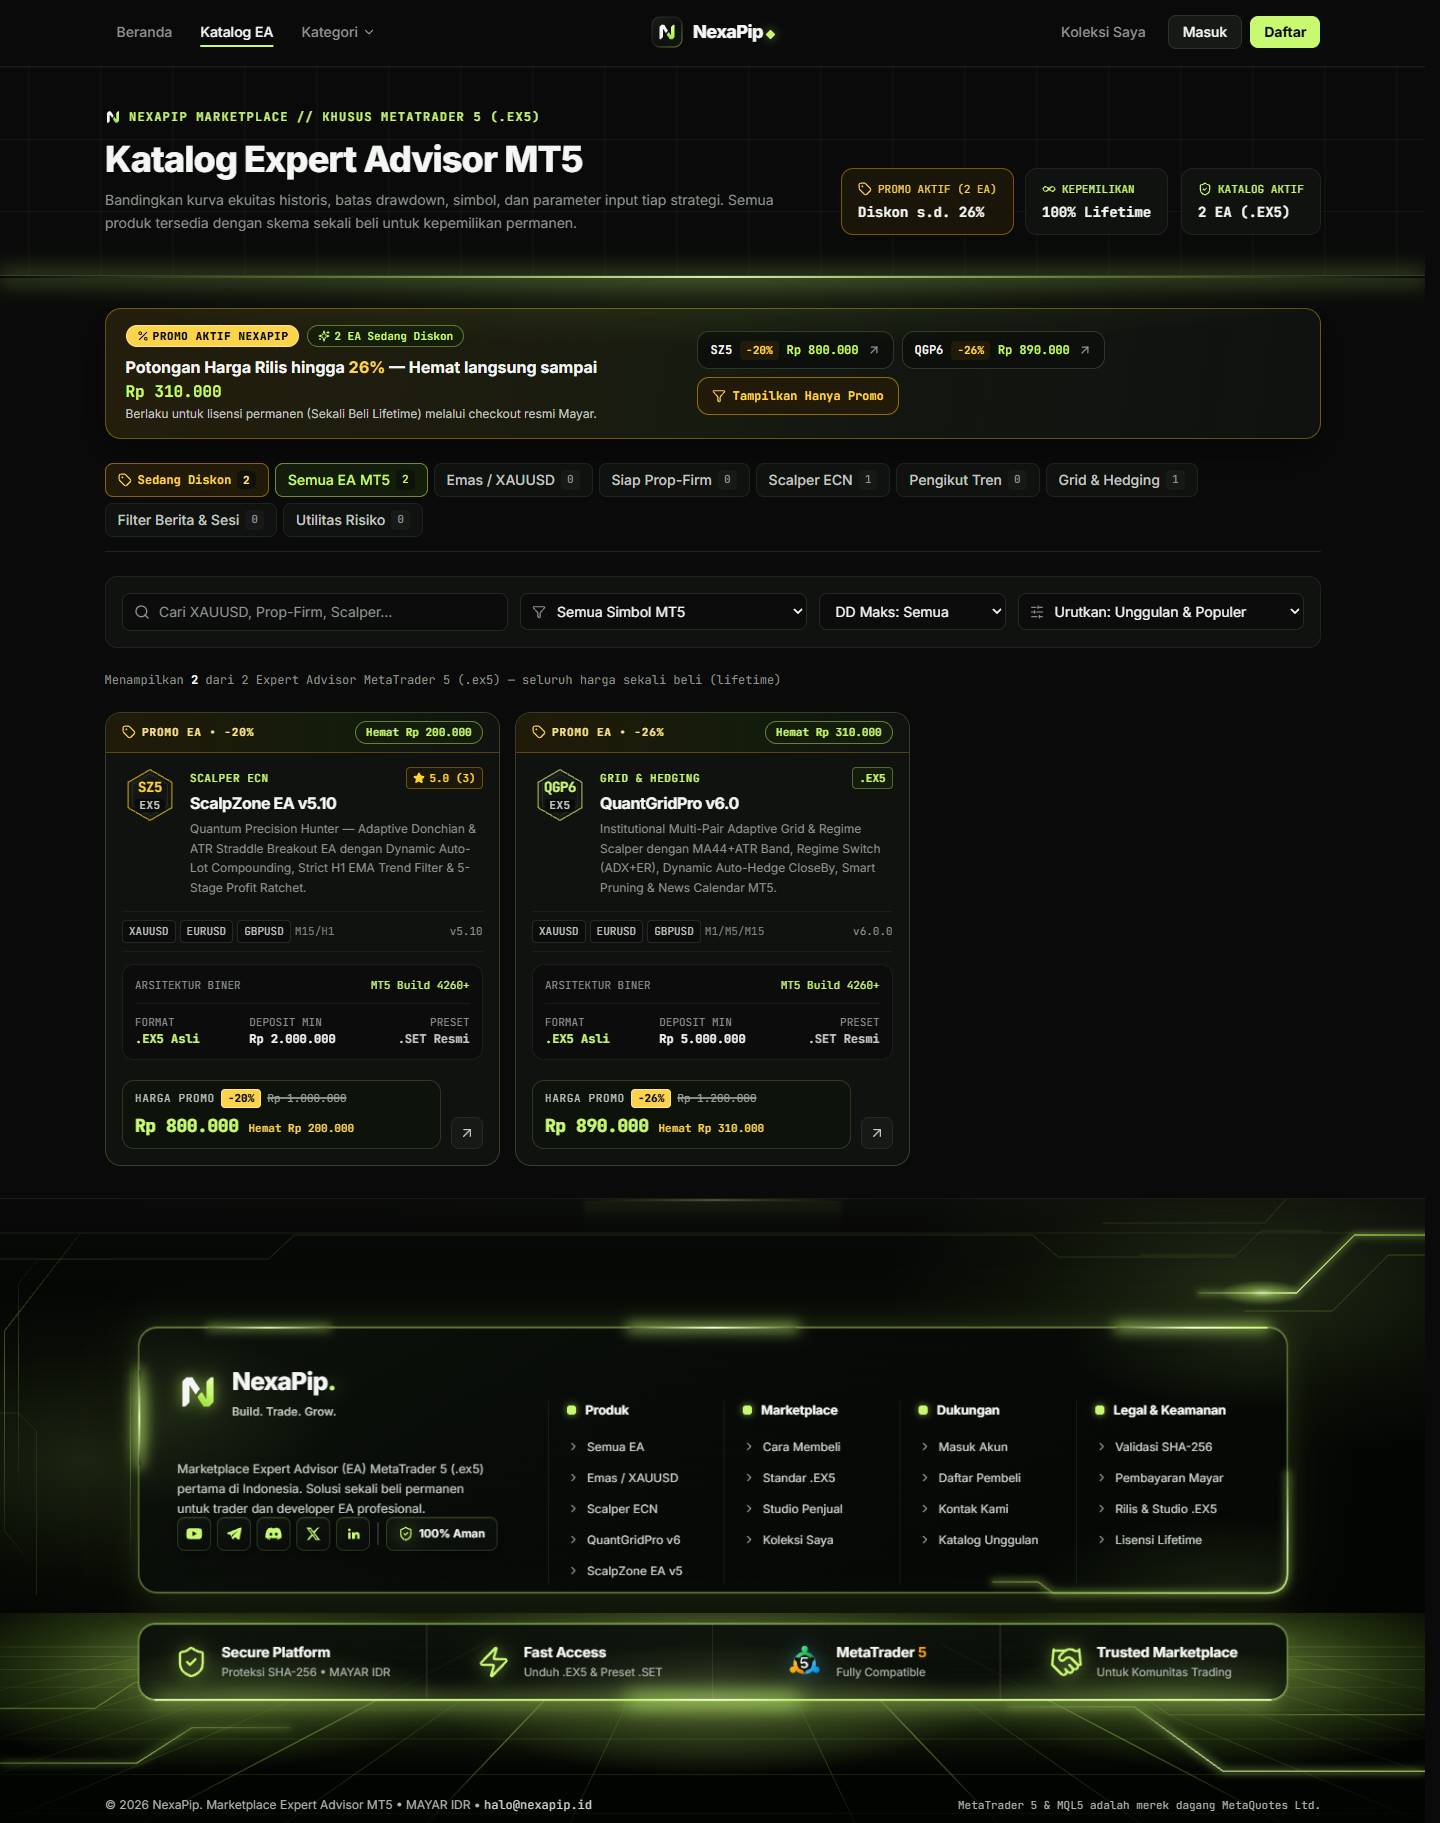 Beranda
Katalog EA
Kategori
NexaPip
Koleksi Saya
Masuk
Daftar
NEXAPIP MARKETPLACE // KHUSUS METATRADER 5 (.EX5)
Katalog Expert Advisor MT5
Bandingkan kurva ekuitas historis, batas drawdown, simbol, dan parameter input tiap strategi. Semua
produk tersedia dengan skema sekali beli untuk kepemilikan permanen.
PROMO AKTIF (2 EA)
Diskon s.d. 26%
KEPEMILIKAN
100% Lifetime
KATALOG AKTIF
2 EA (.EX5)
PROMO AKTIF NEXAPIP
2 EA Sedang Diskon
Potongan Harga Rilis hingga 26% — Hemat langsung sampai
Rp 310.000
Berlaku untuk lisensi permanen (Sekali Beli Lifetime) melalui checkout resmi Mayar.
SZ5 -20% Rp 800.000
QGP6 -26% Rp 890.000
Tampilkan Hanya Promo
Sedang Diskon 2
Semua EA MT5 2
Emas / XAUUSD 0
Siap Prop-Firm 0
Scalper ECN 1
Pengikut Tren 0
Grid & Hedging 1
Filter Berita & Sesi 0
Utilitas Risiko 0
Cari XAUUSD, Prop-Firm, Scalper...
Semua Simbol MT5
DD Maks: Semua
Urutkan: Unggulan & Populer
Menampilkan 2 dari 2 Expert Advisor MetaTrader 5 (.ex5) — seluruh harga sekali beli (lifetime)
PROMO EA • -20%
Hemat Rp 200.000
SZ5
EX5
SCALPER ECN
5.0 (3)
ScalpZone EA v5.10
Quantum Precision Hunter — Adaptive Donchian &
ATR Straddle Breakout EA dengan Dynamic Auto-
Lot Compounding, Strict H1 EMA Trend Filter & 5-
Stage Profit Ratchet.
XAUUSD EURUSD GBPUSD M15/H1 v5.10
ARSITEKTUR BINER
MT5 Build 4260+
FORMAT
.EX5 Asli
DEPOSIT MIN
Rp 2.000.000
PRESET
.SET Resmi
HARGA PROMO -20% Rp 1.000.000
Rp 800.000 Hemat Rp 200.000
PROMO EA • -26%
Hemat Rp 310.000
QGP6
EX5
GRID & HEDGING
.EX5
QuantGridPro v6.0
Institutional Multi-Pair Adaptive Grid & Regime
Scalper dengan MA44+ATR Band, Regime Switch
(ADX+ER), Dynamic Auto-Hedge CloseBy, Smart
Pruning & News Calendar MT5.
XAUUSD EURUSD GBPUSD M1/M5/M15 v6.0.0
ARSITEKTUR BINER
MT5 Build 4260+
FORMAT
.EX5 Asli
DEPOSIT MIN
Rp 5.000.000
PRESET
.SET Resmi
HARGA PROMO -26% Rp 1.200.000
Rp 890.000 Hemat Rp 310.000
NexaPip.
Build. Trade. Grow.
Marketplace Expert Advisor (EA) MetaTrader 5 (.ex5)
pertama di Indonesia. Solusi sekali beli permanen
untuk trader dan developer EA profesional.
100% Aman
Produk
Semua EA
Emas / XAUUSD
Scalper ECN
QuantGridPro v6
ScalpZone EA v5
Marketplace
Cara Membeli
Standar .EX5
Studio Penjual
Koleksi Saya
Dukungan
Masuk Akun
Daftar Pembeli
Kontak Kami
Katalog Unggulan
Legal & Keamanan
Validasi SHA-256
Pembayaran Mayar
Rilis & Studio .EX5
Lisensi Lifetime
Secure Platform
Proteksi SHA-256 • MAYAR IDR
Fast Access
Unduh .EX5 & Preset .SET
5
MetaTrader 5
Fully Compatible
Trusted Marketplace
Untuk Komunitas Trading
© 2026 NexaPip. Marketplace Expert Advisor MT5 • MAYAR IDR • halo@nexapip.id
MetaTrader 5 & MQL5 adalah merek dagang MetaQuotes Ltd.